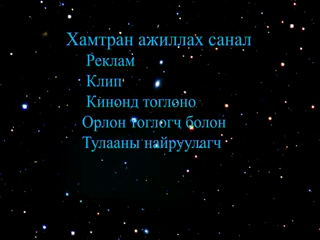 Хамтран ажиллах санал
Реклам
Клип
Кинонд тоглоно
Орлон тоглогч болон
Тулааны найруулагч